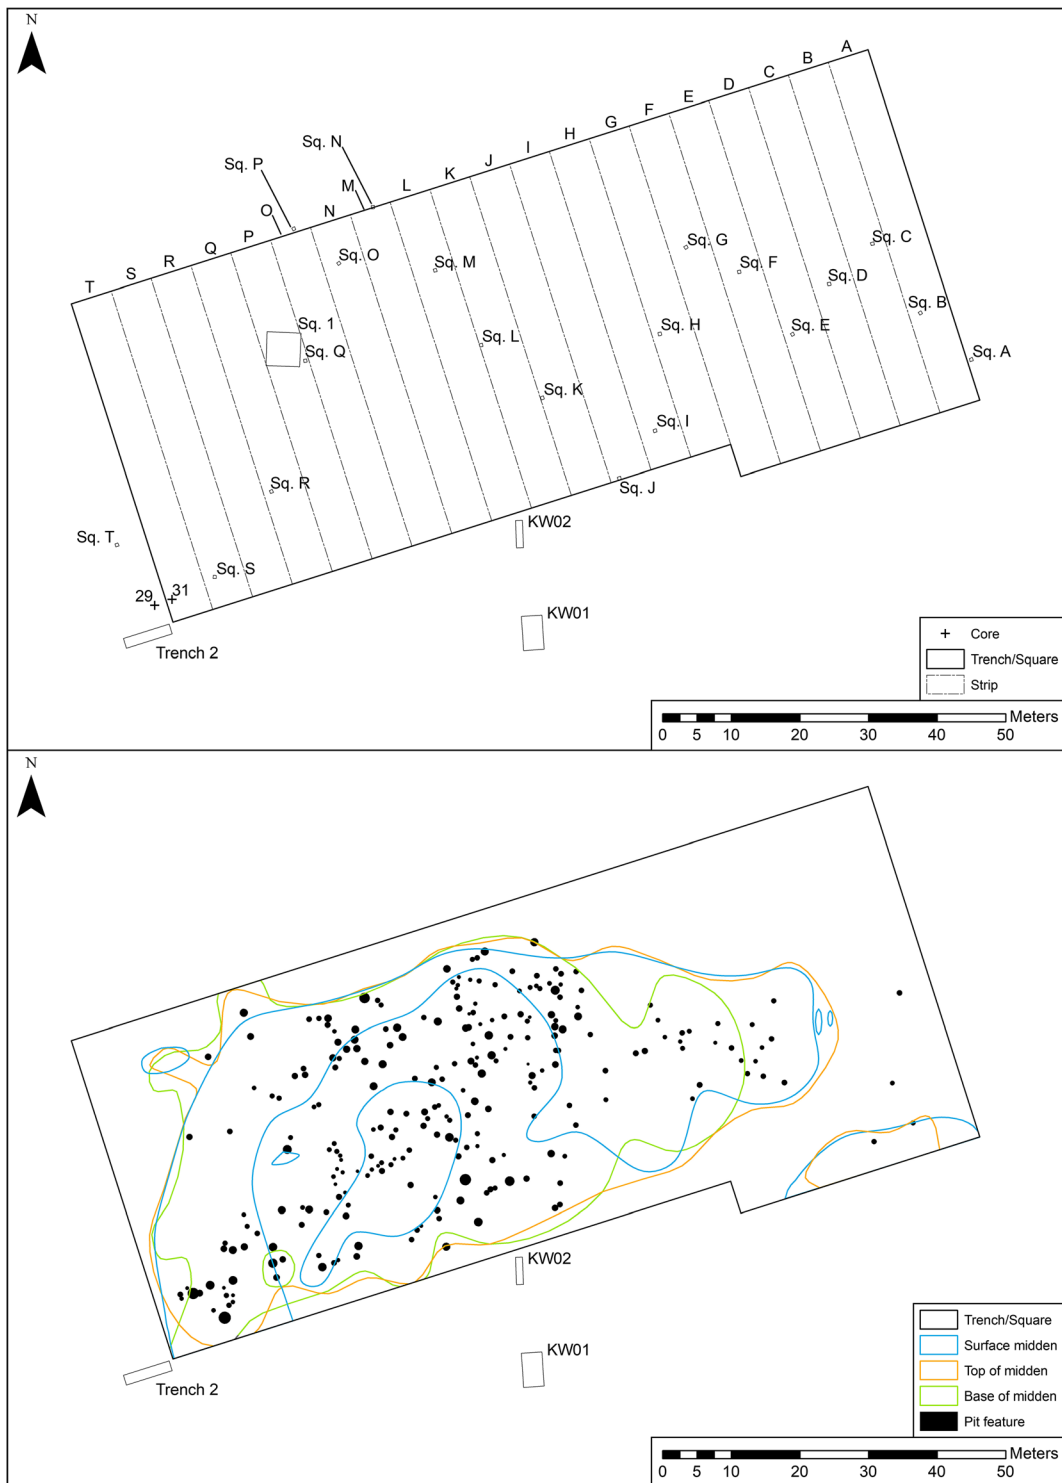 N
A
B
C
D
E
F
G
H
I
J
K
L
M
N
O
P
Q
R
S
T
Sq. N
Sq. P
Sq. O
Sq. M
Sq. G
Sq. C
Sq. F
Sq. D
Sq. B
Sq. 1
Sq. Q
Sq. L
Sq. H
Sq. E
Sq. A
Sq. K
Sq. I
Sq. R
Sq. J
Sq. T
KW02
Sq. S
29
31
KW01
Trench 2
Core
Trench/Square
Strip
Meters
0 5 10 20 30 40 50
N
KW02
KW01
Trench 2
Trench/Square
Surface midden
Top of midden
Base of midden
Pit feature
Meters
0 5 10 20 30 40 50